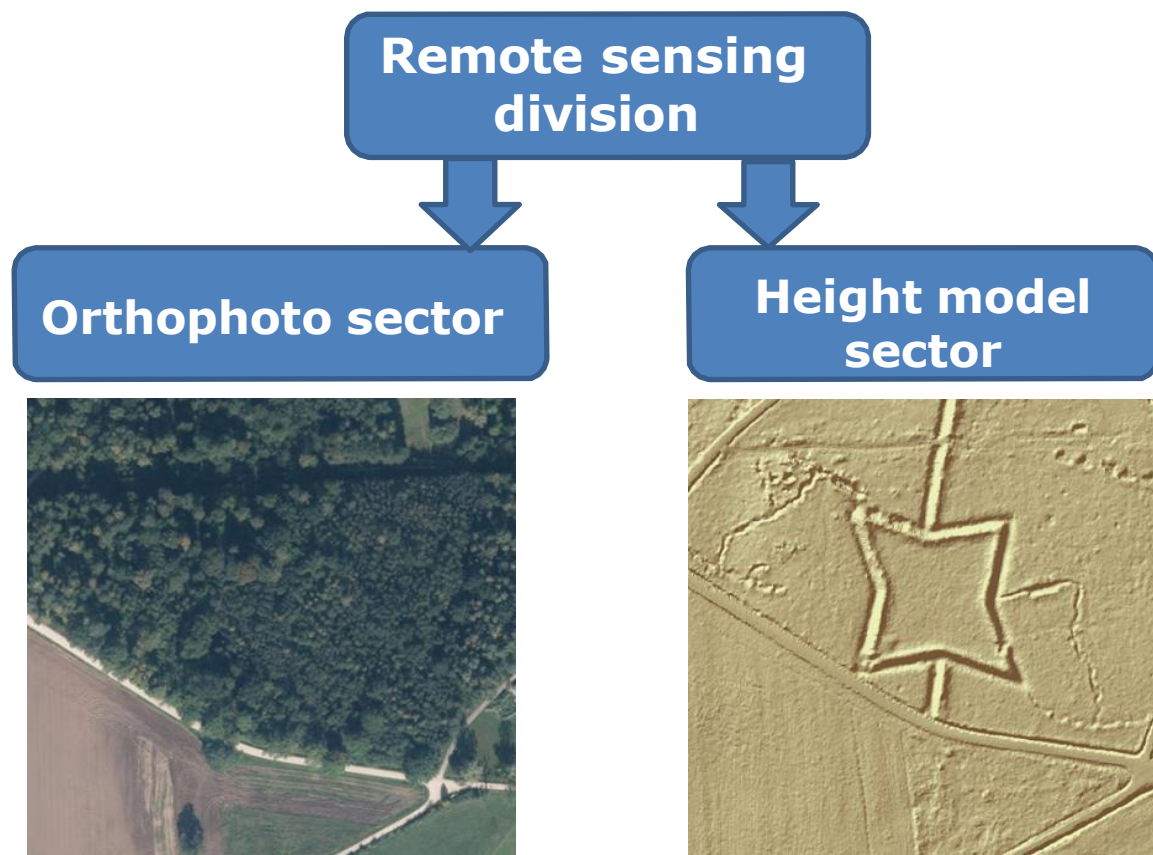 Remote sensing
division
Orthophoto sector
Height model
sector